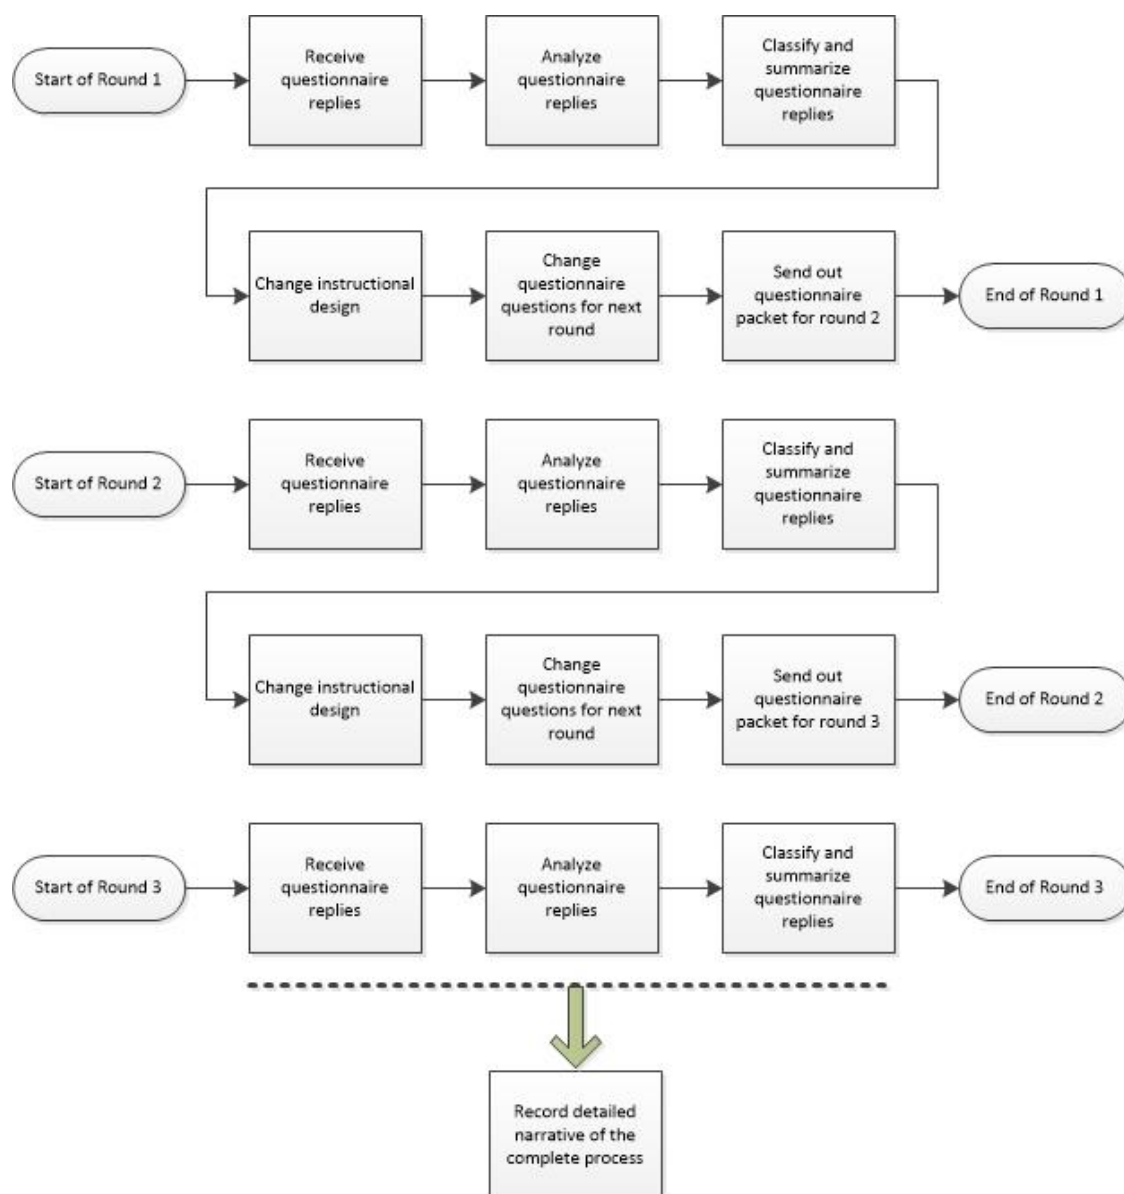 Start of Round 1
Receive
questionnaire
replies
Analyze
questionnaire
replies
Classify and
summarize
questionnaire
replies
Change instructional
design
Change
questionnaire
questions for next
round
Send out
questionnaire
packet for round 2
End of Round 1
Start of Round 2
Receive
questionnaire
replies
Analyze
questionnaire
replies
Classify and
summarize
questionnaire
replies
Change instructional
design
Change
questionnaire
questions for next
round
Send out
questionnaire
packet for round 3
End of Round 2
Start of Round 3
Receive
questionnaire
replies
Analyze
questionnaire
replies
Classify and
summarize
questionnaire
replies
End of Round 3
Record detailed
narrative of the
complete process